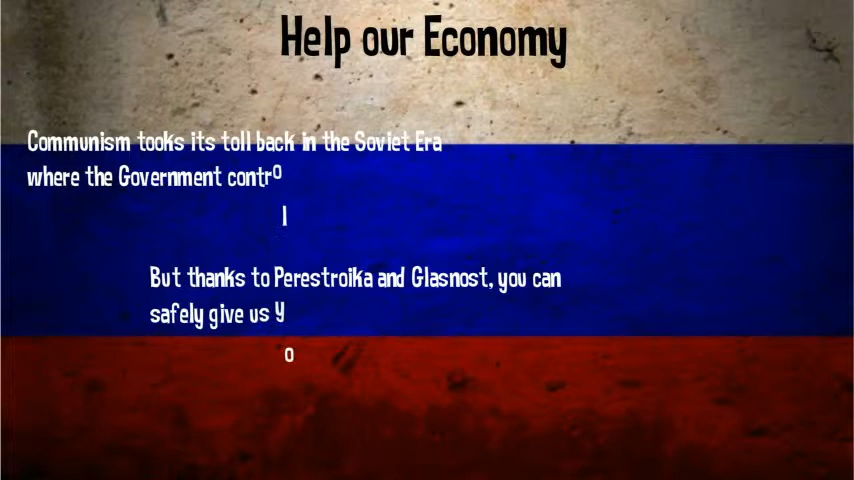 Help our Economy
Communism tooks its toll back in the Soviet Era
where the Government contro
l
But thanks to Perestroika and Glasnost, you can
safely give us y
o